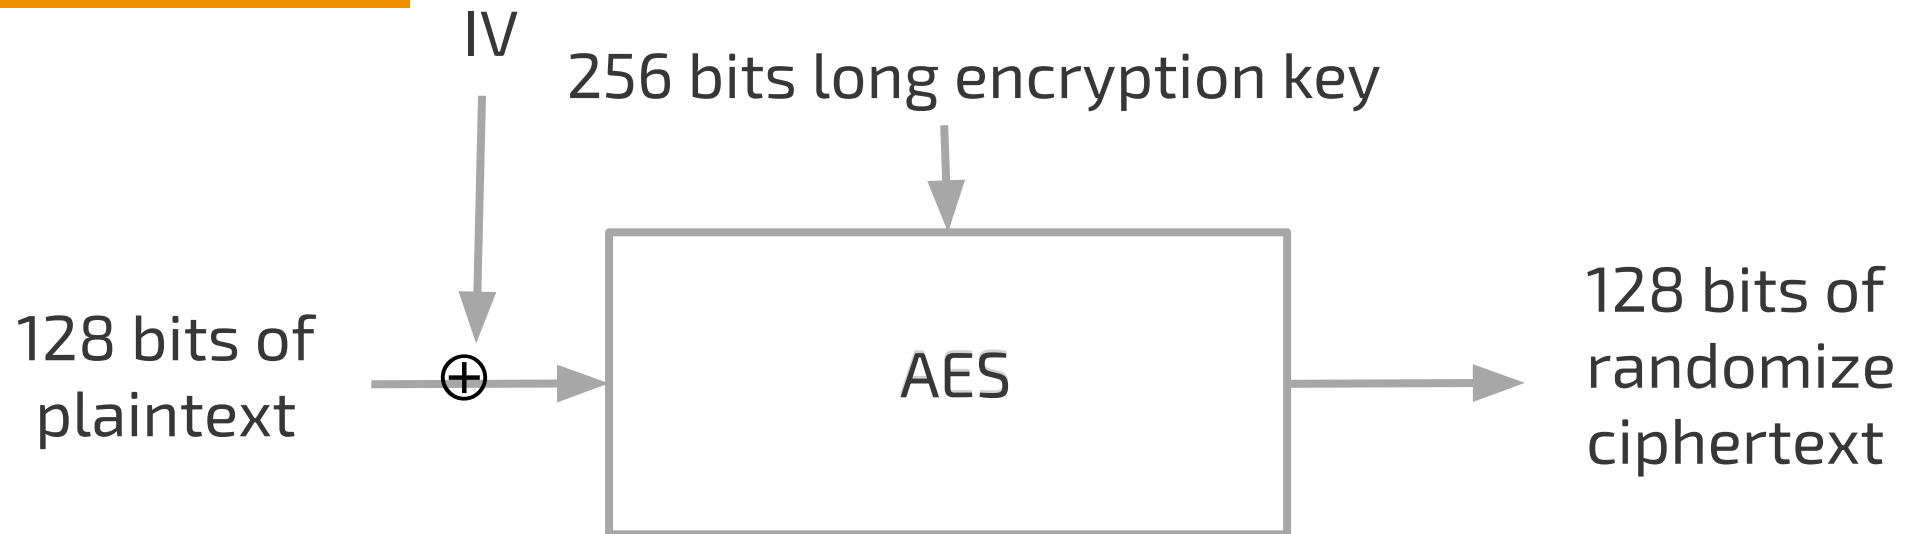 IV
256 bits long encryption key
128 bits of
plaintext
AES
128 bits of
randomize
ciphertext